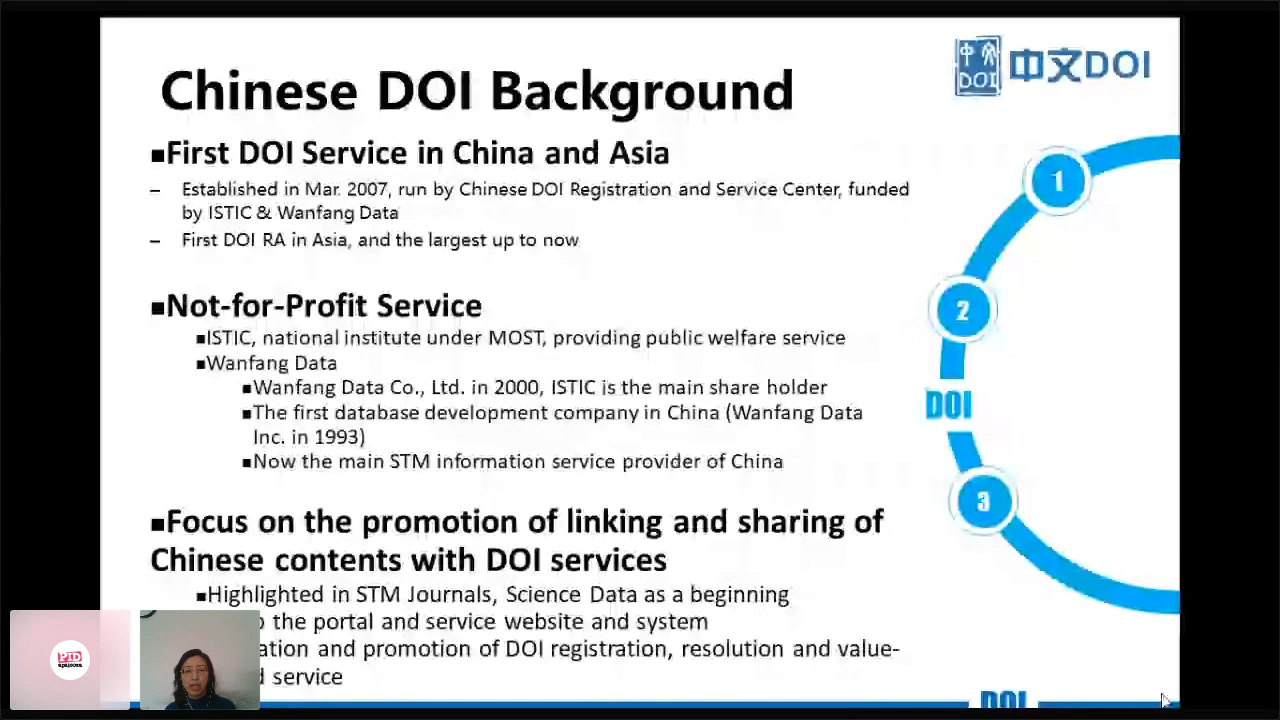 Chinese DOI Background
中文
DOI
中文DOI
■First DOI Service in China and Asia
– Established in Mar. 2007, run by Chinese DOI Registration and Service Center, funded
by ISTIC & Wanfang Data
– First DOI RA in Asia, and the largest up to now
■Not-for-Profit Service
■ISTIC, national institute under MOST, providing public welfare service
■Wanfang Data
■Wanfang Data Co., Ltd. in 2000, ISTIC is the main share holder
■The first database development company in China (Wanfang Data
Inc. in 1993)
■Now the main STM information service provider of China
■Focus on the promotion of linking and sharing of
Chinese contents with DOI services
■Highlighted in STM Journals, Science Data as a beginning
the portal and service website and system
and promotion of DOI registration, resolution and value-
service
1
2
DOI
3
PID
apalooza
DOI